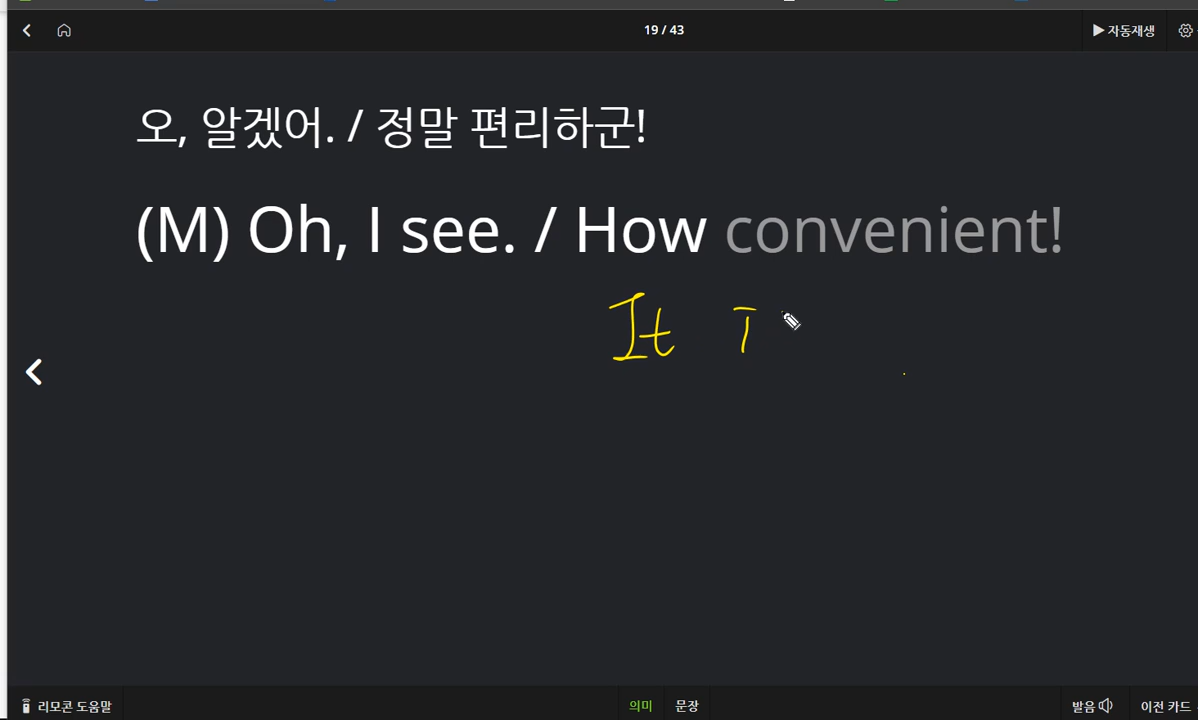 19 / 43
▶ 자동재생
오, 알겠어. / 정말 편리하군!
(M) Oh, I see. / How convenient!
It
리모콘 도움말
의미
문장
발음
이전 카드